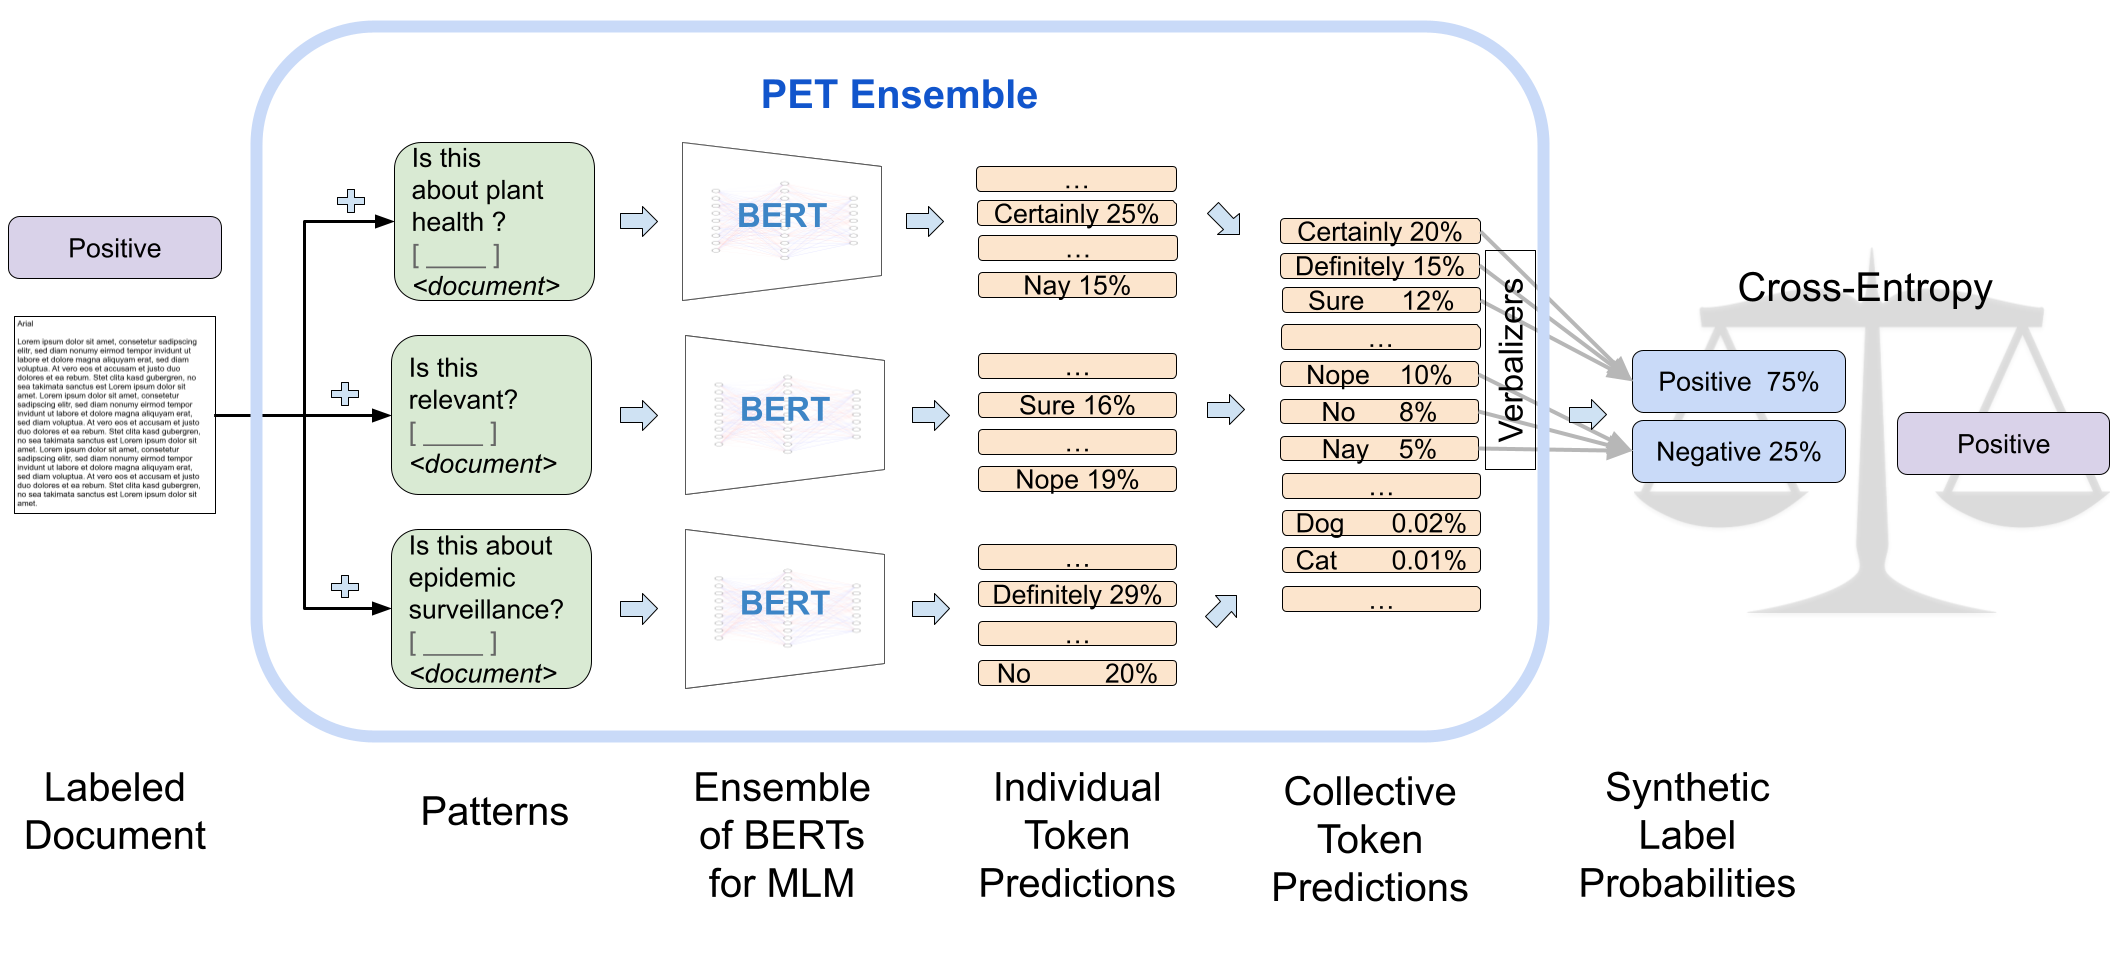 PET Ensemble
Positive
Arial
Lorem ipsum dolor sit amet, consetetur sadipscing
elitr, sed diam nonumy eirmod tempor invidunt ut
labore et dolore magna aliquyam erat, sed diam
voluptua. At vero eos et accusam et justo duo
dolores et ea rebum. Stet clita kasd gubergren, no
sea takimata sanctus est Lorem ipsum dolor sit
amet. Lorem ipsum dolor sit amet, consetetur
sadipscing elitr, sed diam nonumy eirmod tempor
invidunt ut labore et dolore magna aliquyam erat,
sed diam voluptua. At vero eos et accusam et justo
duo dolores et ea rebum. Stet clita kasd gubergren,
no sea takimata sanctus est Lorem ipsum dolor sit
amet. Lorem ipsum dolor sit amet, consetetur
sadipscing elitr, sed diam nonumy eirmod tempor
invidunt ut labore et dolore magna aliquyam erat,
sed diam voluptua. At vero eos et accusam et justo
duo dolores et ea rebum. Stet clita kasd gubergren,
no sea takimata sanctus est Lorem ipsum dolor sit
amet.
Is this
about plant
health ?
[ ____ ]
<document>
Is this
relevant?
[ ____ ]
<document>
Is this about
epidemic
surveillance?
[ ____ ]
<document>
BERT
BERT
BERT
...
Certainly 25%
...
Nay 15%
...
Sure 16%
...
Nope 19%
...
Definitely 29%
...
No 20%
Certainly 20%
Definitely 15%
Sure 12%
...
Nope 10%
No 8%
Nay 5%
...
Dog 0.02%
Cat 0.01%
...
Verbalizers
Cross-Entropy
Positive 75%
Negative 25%
Positive
Labeled
Document
Patterns
Ensemble
of BERTs
for MLM
Individual
Token
Predictions
Collective
Token
Predictions
Synthetic
Label
Probabilities